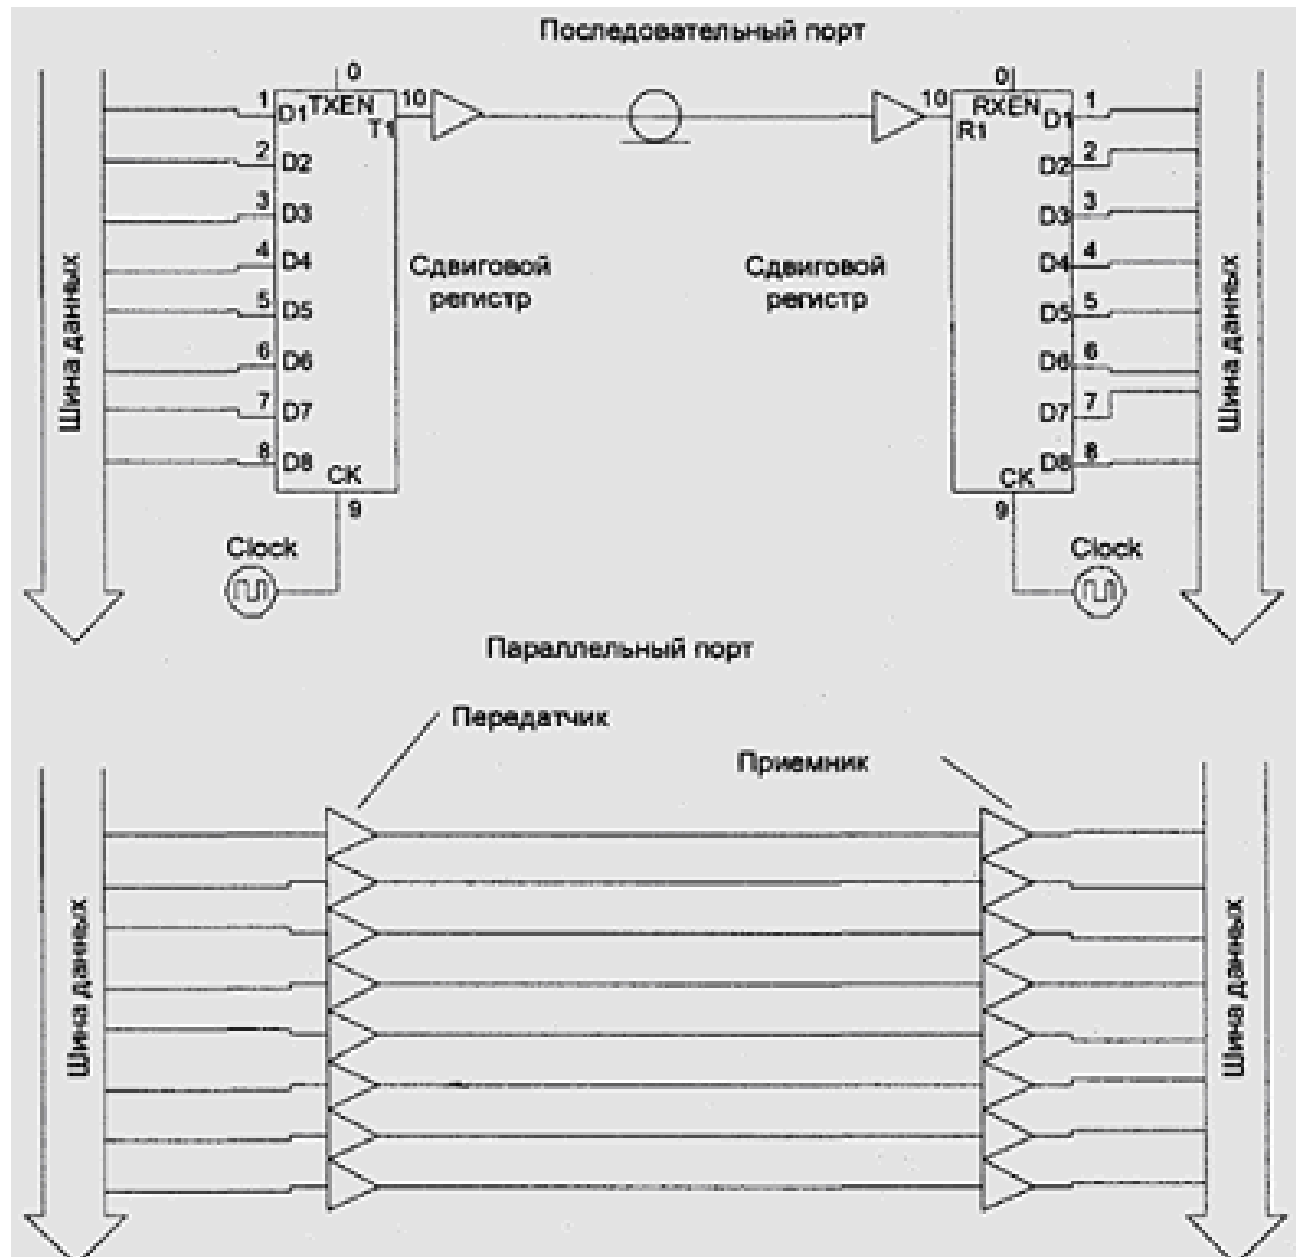 Последовательный порт
0
0
1
TXEN
10
10
RXEN
1
D1
T1
R1
D1
2
D2
2
D2
3
D3
3
D3
4
D4
4
D4
Сдвиговой
регистр
Сдвиговой
регистр
5
D5
5
D5
6
D6
6
D6
7
D7
7
D7
8
D8
8
D8
CK
CK
9
9
Шина данных
Шина данных
Clock
Clock
Параллельный порт
Передатчик
Приемник
Шина данных
Шина данных